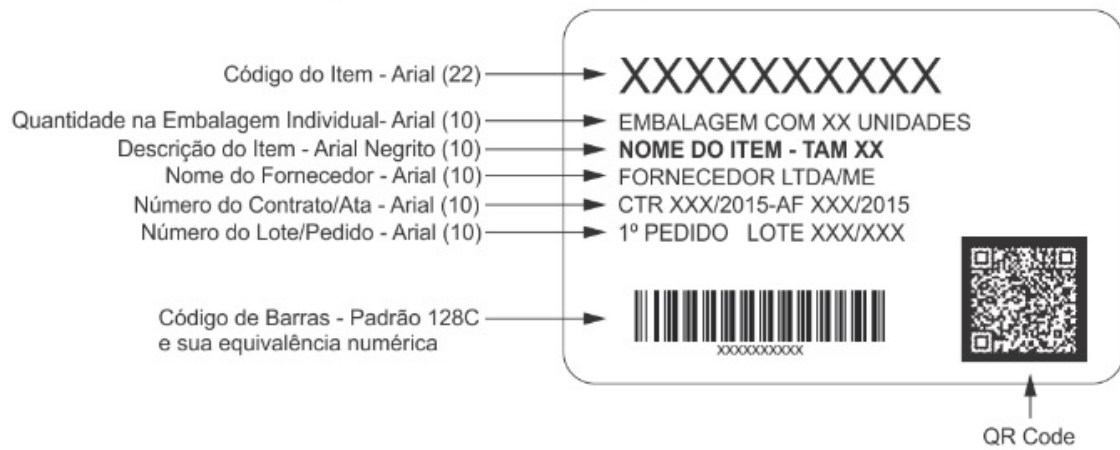 Código do Item - Arial (22)
XXXXXXXXXX
Quantidade na Embalagem Individual- Arial (10)
EMBALAGEM COM XX UNIDADES
Descrição do Item - Arial Negrito (10)
NOME DO ITEM - TAM XX
Nome do Fornecedor - Arial (10)
FORNECEDOR LTDA/ME
Número do Contrato/Ata - Arial (10)
CTR XXX/2015-AF XXX/2015
Número do Lote/Pedido - Arial (10)
1º PEDIDO LOTE XXX/XXX
Código de Barras - Padrão 128C
e sua equivalência numérica
XXXXXXXXXX
QR Code